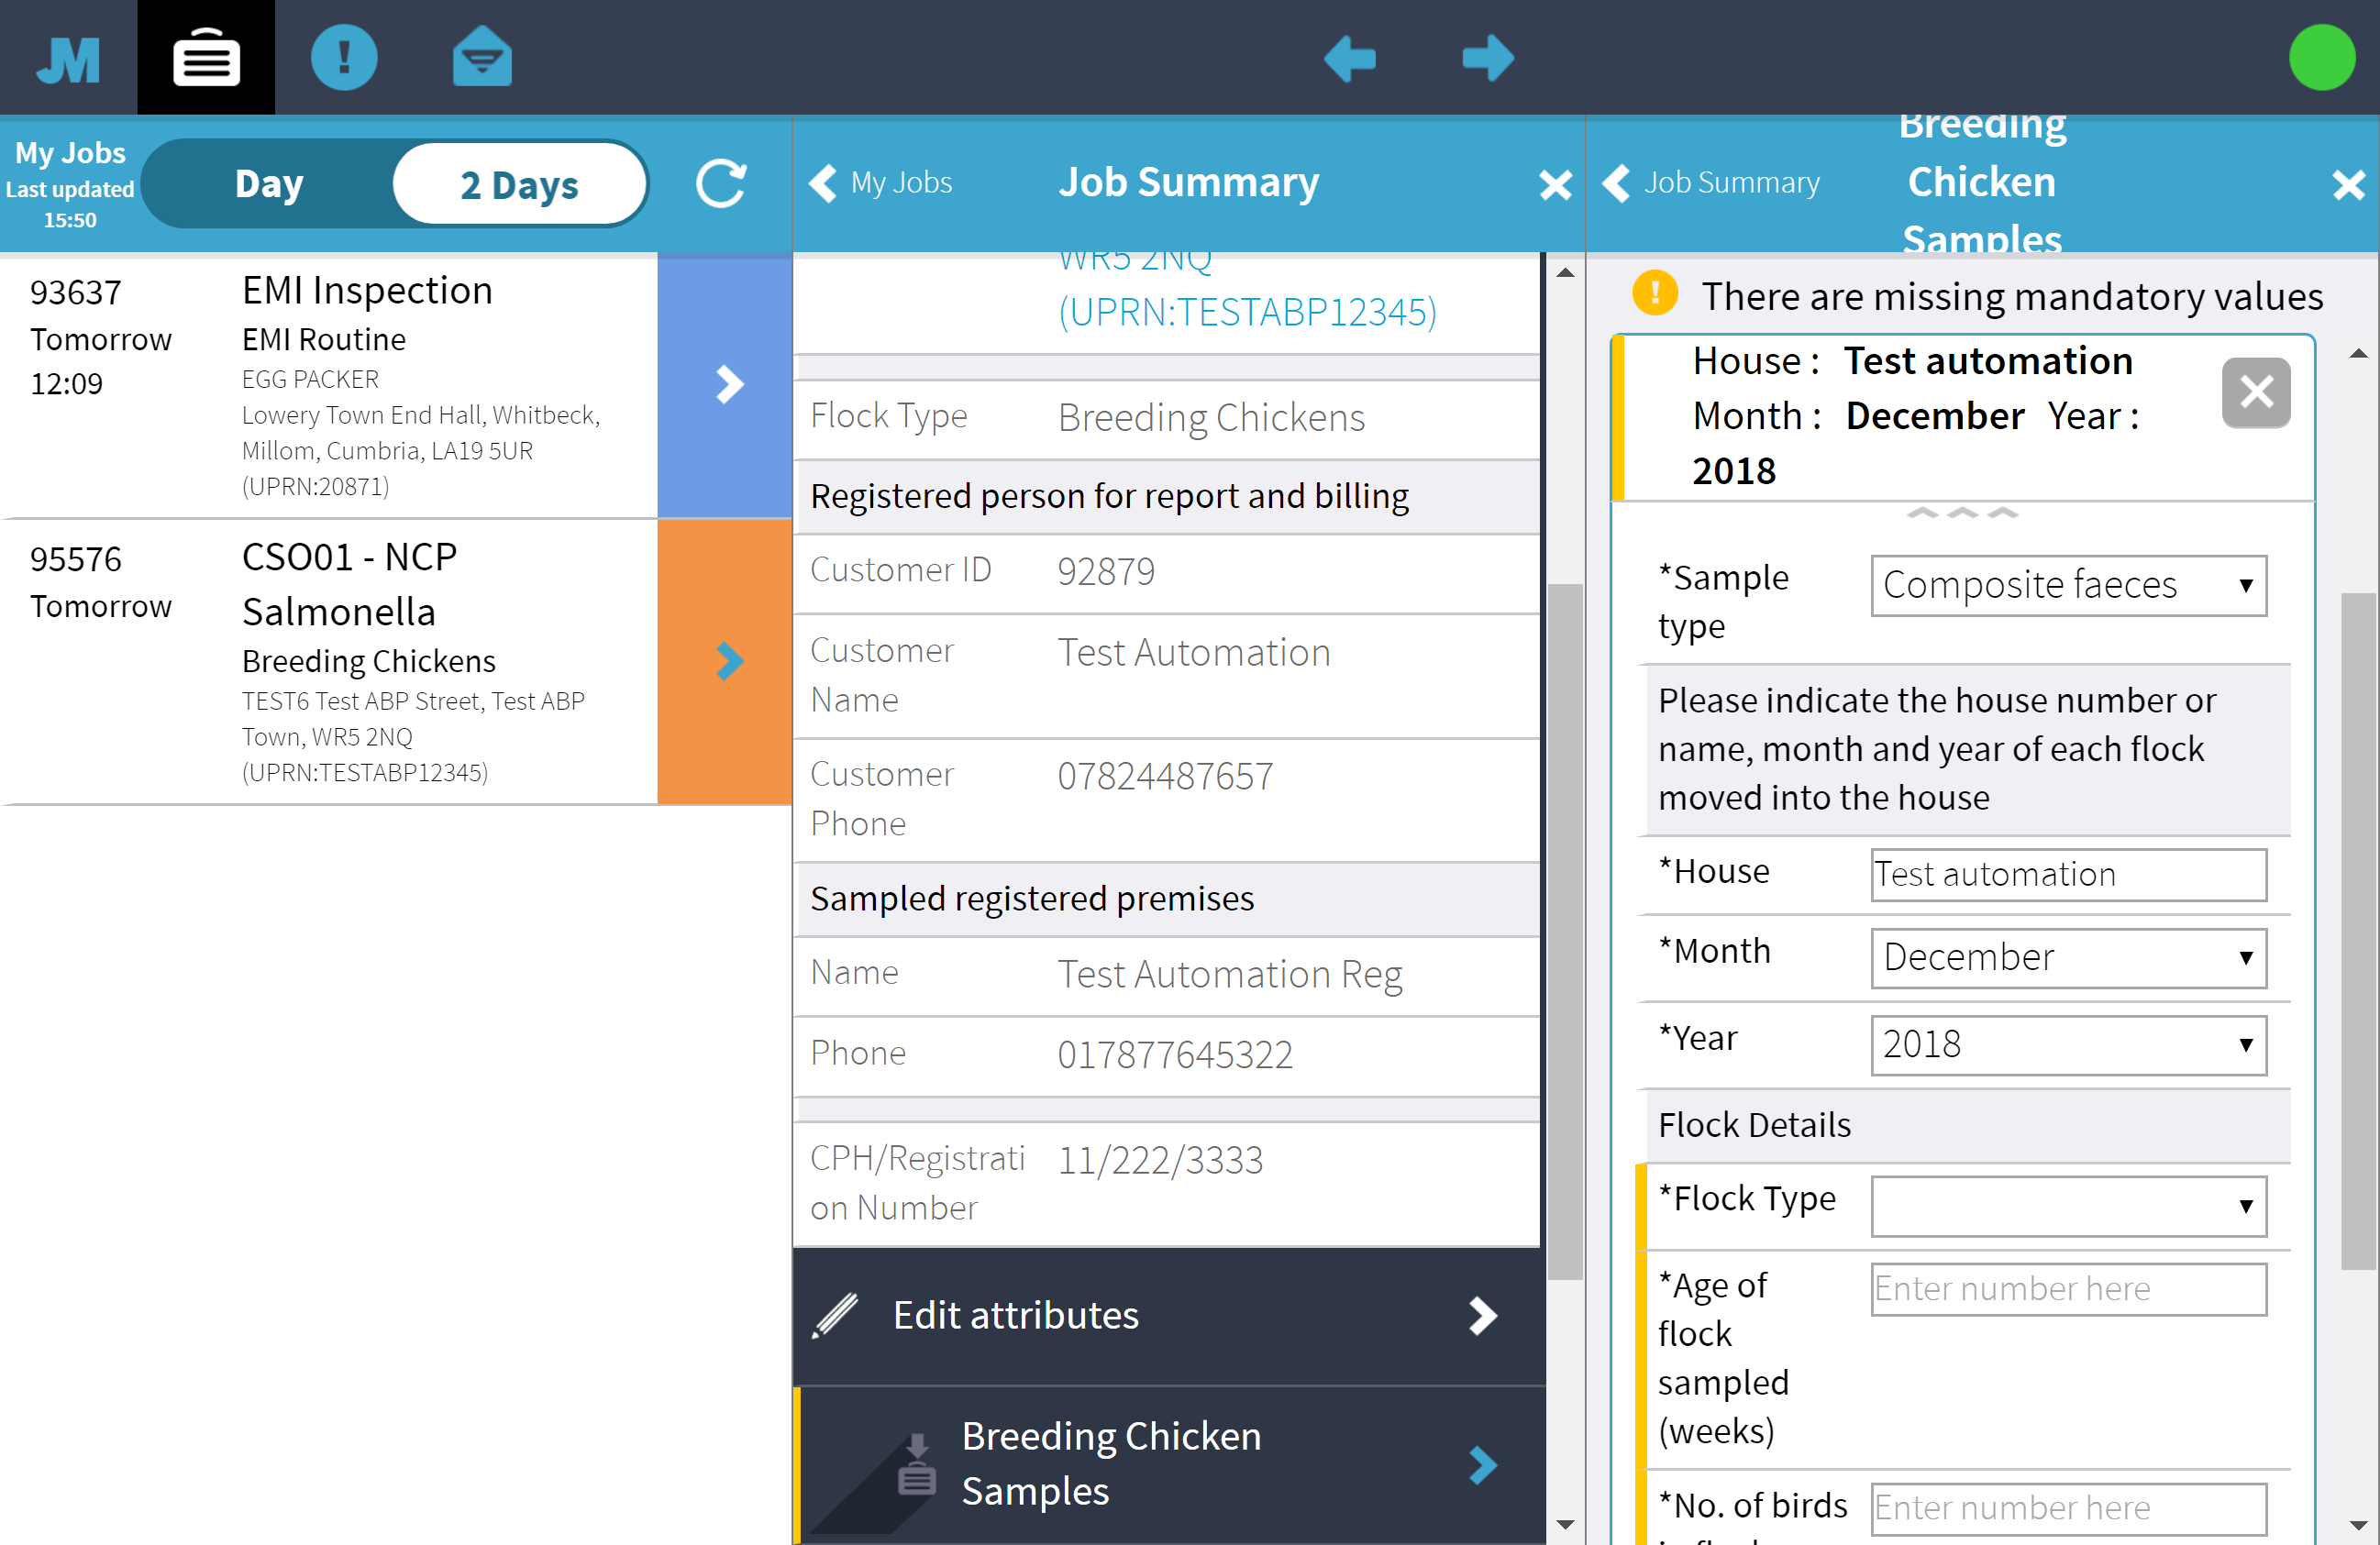 JM
My Jobs
Last updated
15:50
Day
2 Days
93637
Tomorrow
12:09
EMI Inspection
EMI Routine
EGG PACKER
Lowery Town End Hall, Whitbeck,
Millom, Cumbria, LA19 5UR
(UPRN:20871)
95576
Tomorrow
CSO01 - NCP
Salmonella
Breeding Chickens
TEST6 Test ABP Street, Test ABP
Town, WR5 2NQ
(UPRN:TESTABP12345)
My Jobs
Job Summary
WR5 2NQ
(UPRN:TESTABP12345)
Flock Type
Breeding Chickens
Registered person for report and billing
Customer ID
92879
Customer
Name
Test Automation
Customer
Phone
07824487657
Sampled registered premises
Name
Test Automation Reg
Phone
017877645322
CPH/Registrati
on Number
11/222/3333
Edit attributes
Breeding Chicken
Samples
Job Summary
Breeding
Chicken
Samples
There are missing mandatory values
House : Test automation
Month : December Year :
2018
*Sample
type
Composite faeces
Please indicate the house number or
name, month and year of each flock
moved into the house
*House
Test automation
*Month
December
*Year
2018
Flock Details
*Flock Type
*Age of
flock
sampled
(weeks)
Enter number here
*No. of birds
Enter number here